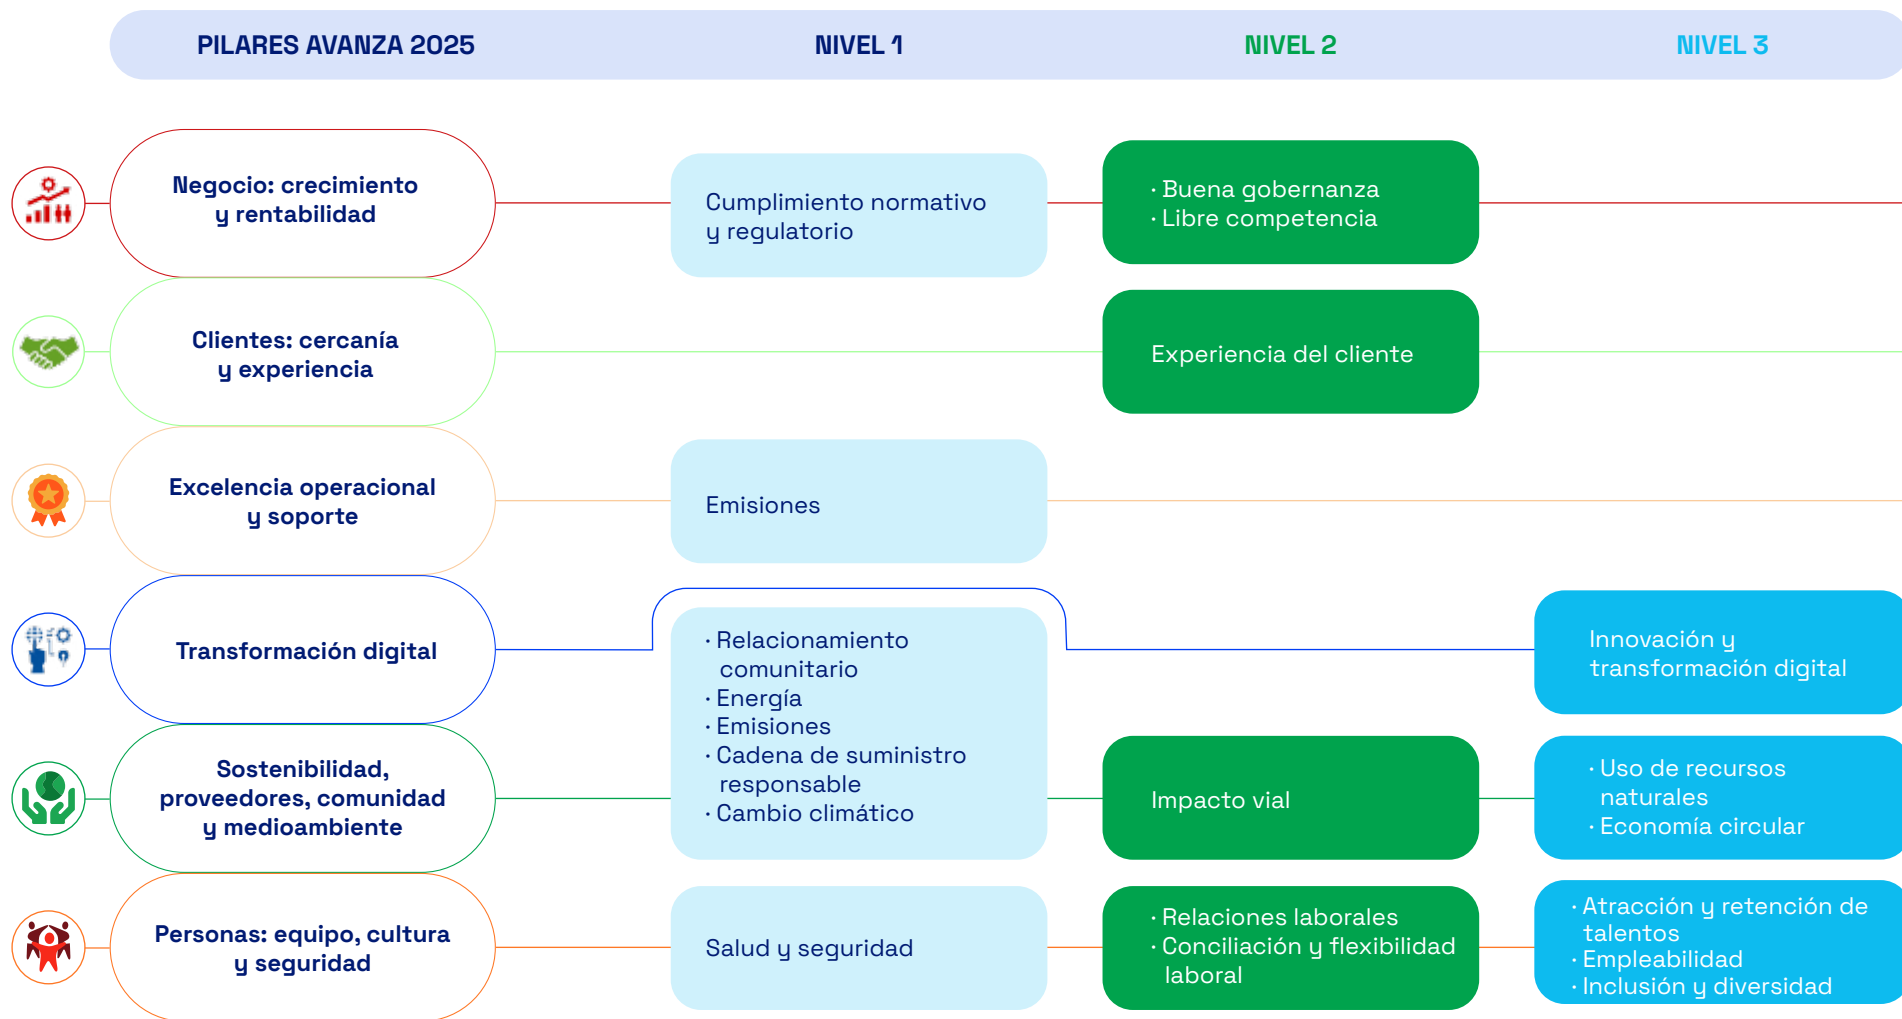 PILARES AVANZA 2025
NIVEL 1
NIVEL 2
NIVEL 3
Negocio: crecimiento
y rentabilidad
Cumplimiento normativo
y regulatorio
· Buena gobernanza
· Libre competencia
Clientes: cercanía
y experiencia
Experiencia del cliente
Excelencia operacional
y soporte
Emisiones
Transformación digital
· Relacionamiento
comunitario
· Energía
· Emisiones
· Cadena de suministro
responsable
· Cambio climático
Innovación y
transformación digital
Sostenibilidad,
proveedores, comunidad
y medioambiente
Impacto vial
· Uso de recursos
naturales
· Economía circular
Personas: equipo, cultura
y seguridad
Salud y seguridad
· Relaciones laborales
· Conciliación y flexibilidad
laboral
· Atracción y retención de
talentos
· Empleabilidad
· Inclusión y diversidad